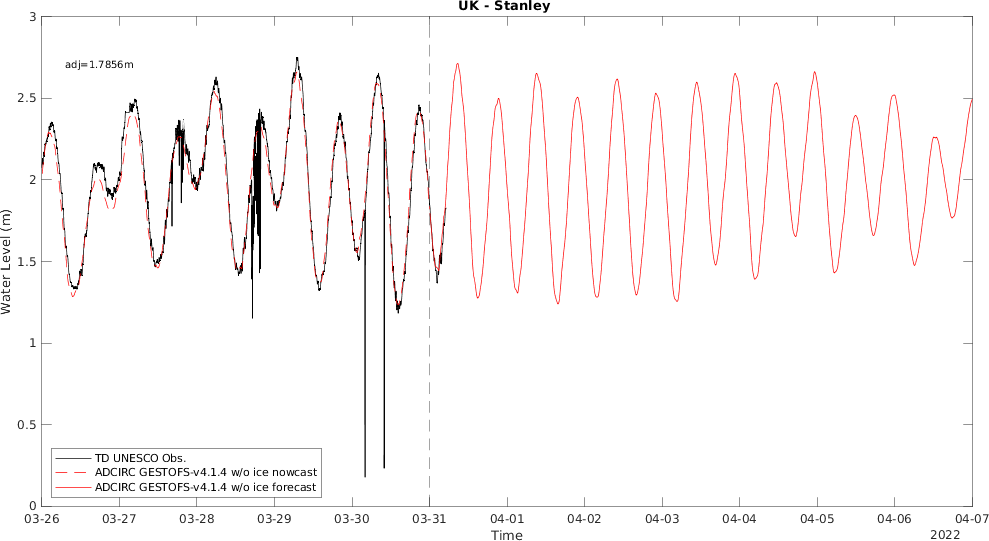 UK - Stanley
adj=1.7856m
3
2.5
2
1.5
1
0.5
0
Water Level (m)
TD UNESCO Obs.
ADCIRC GESTOFS-v4.1.4 w/o ice nowcast
ADCIRC GESTOFS-v4.1.4 w/o ice forecast
03-26 03-27 03-28 03-29 03-30 03-31 04-01 04-02 04-03 04-04 04-05 04-06 04-07
Time
2022